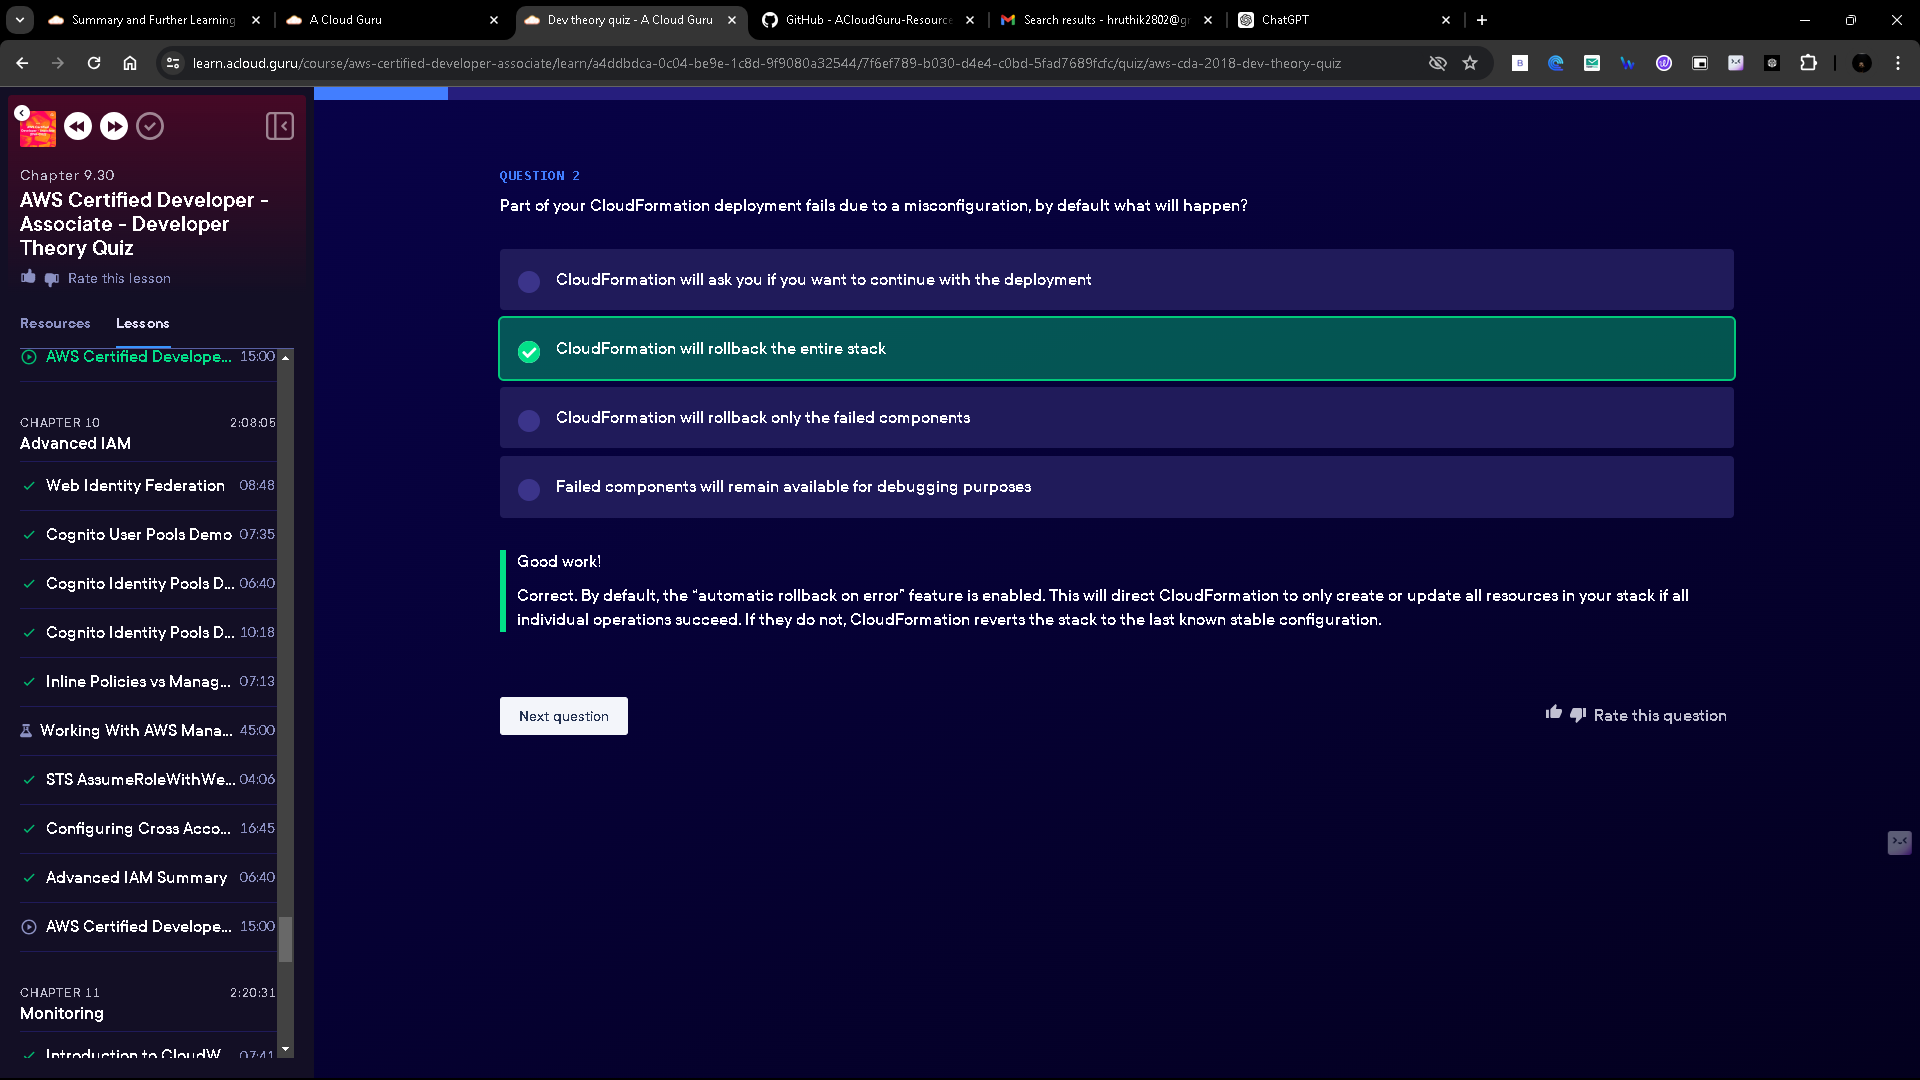 Summary and Further Learning
A Cloud Guru
Dev theory quiz - A Cloud Guru
GitHub - ACloudGuru-Resource
Search results - hruthik2802@gr
ChatGPT
learn.acloud.guru/course/aws-certified-developer-associate/learn/a4ddbdca-0c04-be9e-1c8d-9f9080a32544/7f6ef789-b030-d4e4-c0bd-5fad7689fcfc/quiz/aws-cda-2018-dev-theory-quiz
Chapter 9.30
AWS Certified Developer -
Associate - Developer
Theory Quiz
Rate this lesson
Resources Lessons
AWS Certified Develope... 15:00
CHAPTER 10 2:08:05
Advanced IAM
Web Identity Federation 08:48
Cognito User Pools Demo 07:35
Cognito Identity Pools D... 06:40
Cognito Identity Pools D... 10:18
Inline Policies vs Manag... 07:13
Working With AWS Mana... 45:00
STS AssumeRoleWithWe... 04:06
Configuring Cross Acco... 16:45
Advanced IAM Summary 06:40
AWS Certified Develope... 15:00
CHAPTER 11 2:20:31
Monitoring
Introduction to CloudW 07:41
QUESTION 2
Part of your CloudFormation deployment fails due to a misconfiguration, by default what will happen?
CloudFormation will ask you if you want to continue with the deployment
CloudFormation will rollback the entire stack
CloudFormation will rollback only the failed components
Failed components will remain available for debugging purposes
Good work!
Correct. By default, the “automatic rollback on error” feature is enabled. This will direct CloudFormation to only create or update all resources in your stack if all
individual operations succeed. If they do not, CloudFormation reverts the stack to the last known stable configuration.
Next question
Rate this question